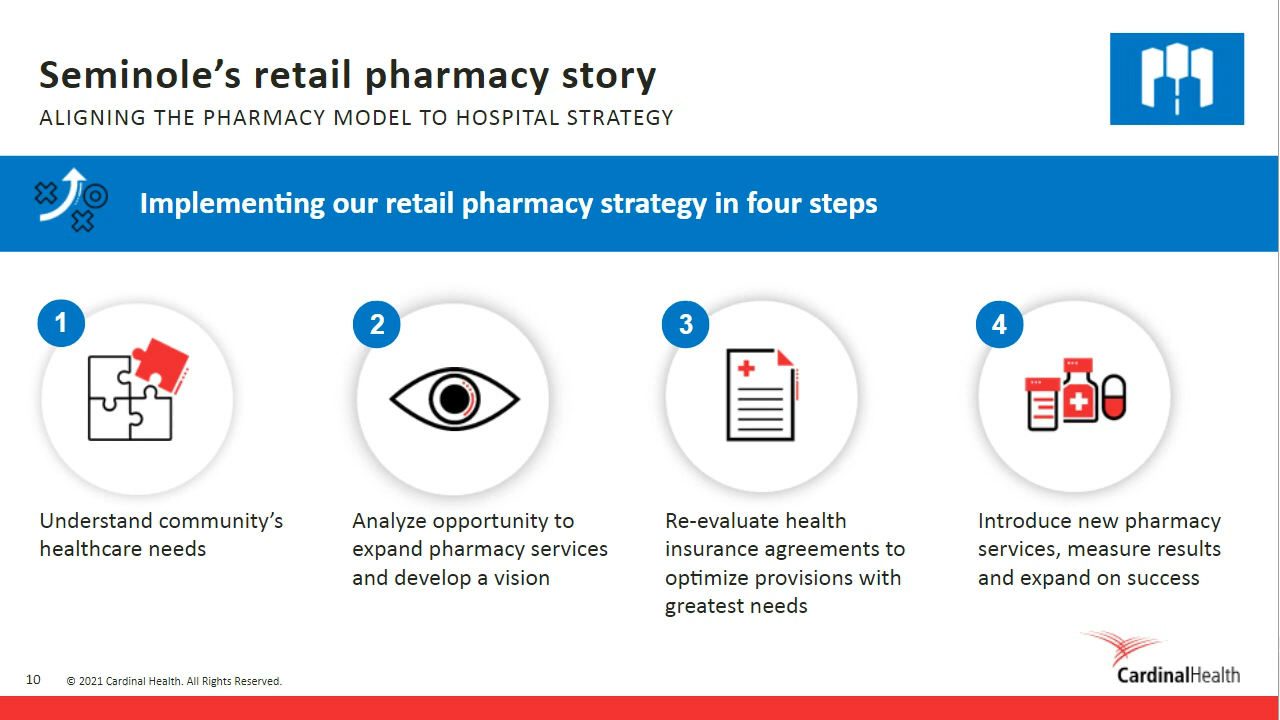 Seminole’s retail pharmacy story
ALIGNING THE PHARMACY MODEL TO HOSPITAL STRATEGY
Implementing our retail pharmacy strategy in four steps
1
Understand community’s
healthcare needs
2
Analyze opportunity to
expand pharmacy services
and develop a vision
3
Re-evaluate health
insurance agreements to
optimize provisions with
greatest needs
4
Introduce new pharmacy
services, measure results
and expand on success
CardinalHealth
10 © 2021 Cardinal Health. All Rights Reserved.